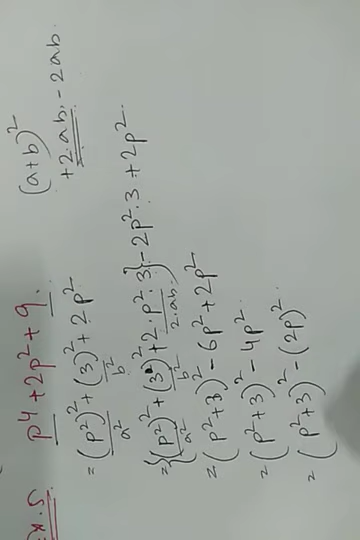 Ex.5 p⁴+2p²+9. (a+b)²
+2.ab.-2ab.
= (p²)²+(3)²+2p²
a² b²
= {(p²)²+(3)²+2.p².3}-2p².3+2p².
a² b² 2.ab.
= (p²+3)²-6p²+2p²
= (p²+3)²-4p².
= (p²+3)²-(2p)².